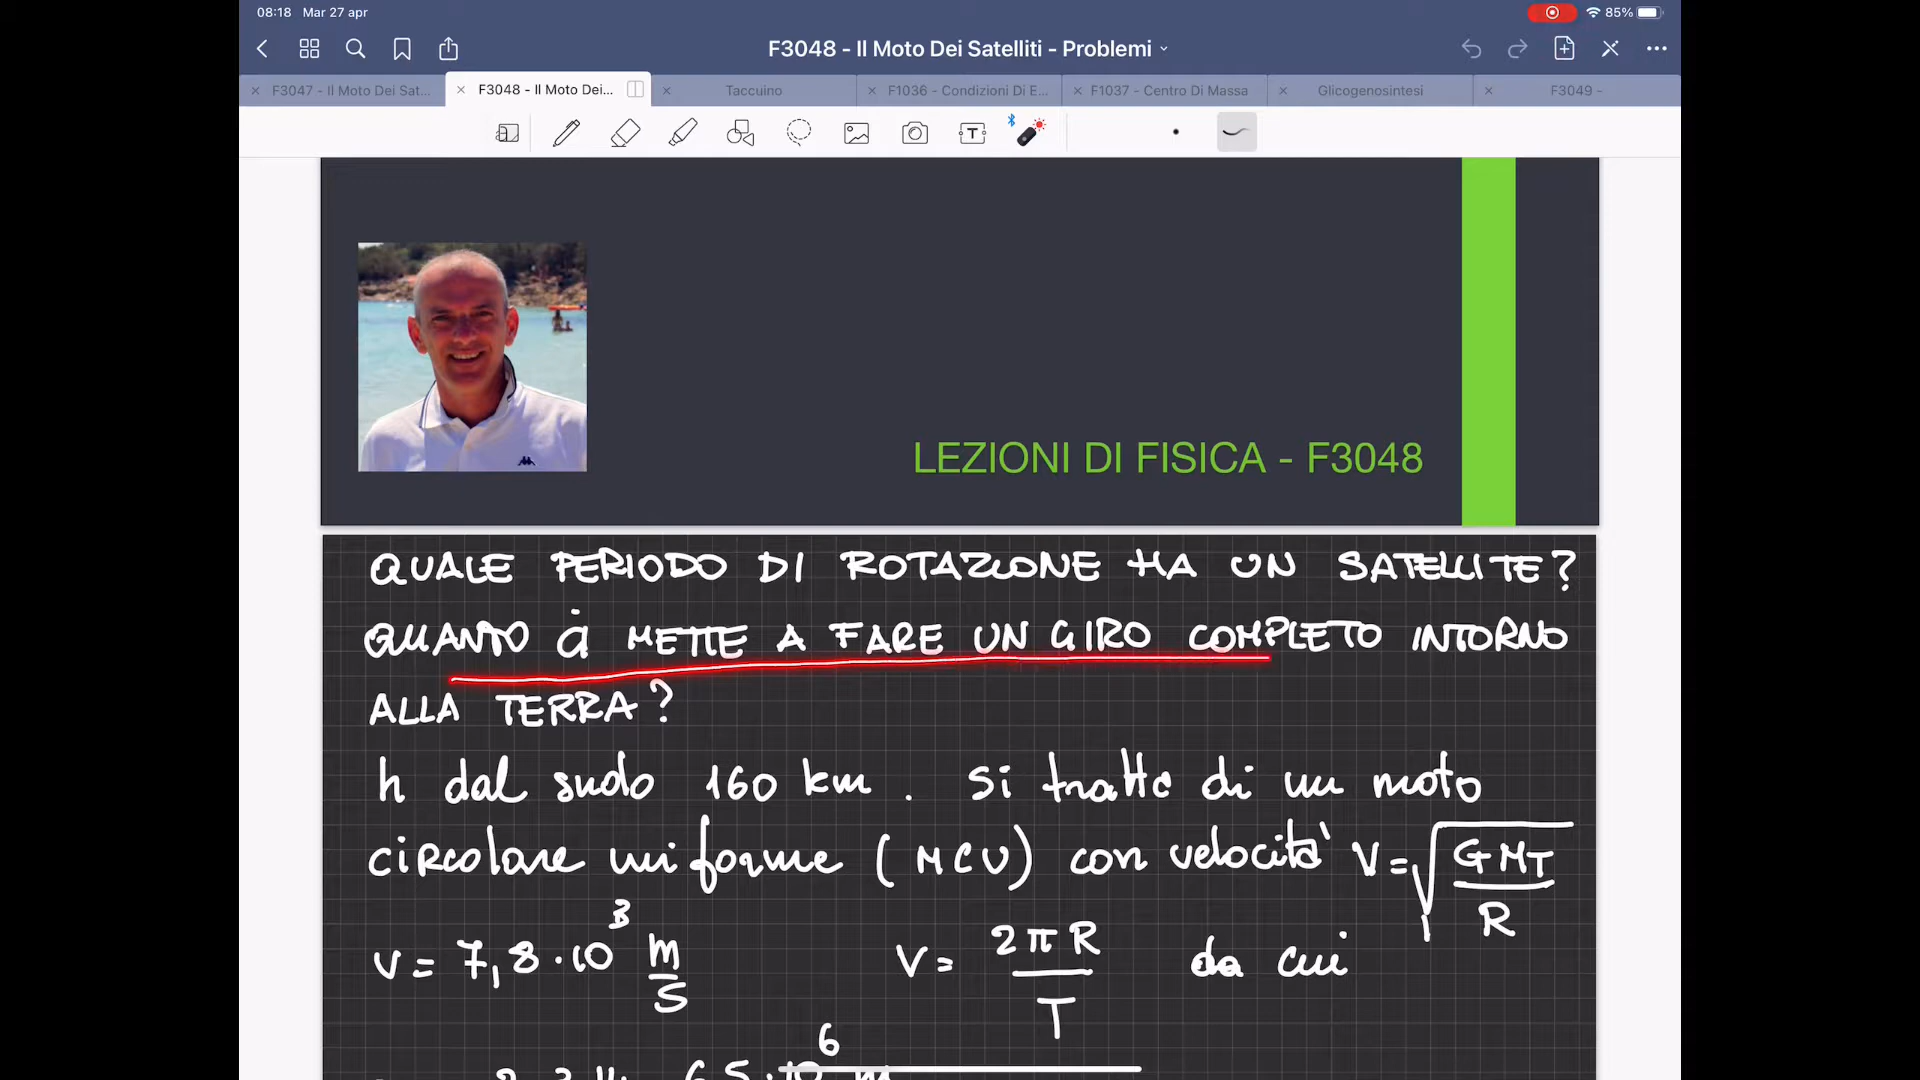 08:18 Mar 27 apr
85%
F3048 - Il Moto Dei Satelliti - Problemi
F3047 - Il Moto Dei Sat...
F3048 - Il Moto Dei...
Taccuino
F1036 - Condizioni Di E...
F1037 - Centro Di Massa
Glicogenosintesi
F3049 -
LEZIONI DI FISICA - F3048
QUALE PERIODO DI ROTAZIONE HA UN SATELLITE?
QUANTO CI METTE A FARE UN GIRO COMPLETO INTORNO
ALLA TERRA?
h dal suolo 160 km. Si tratta di un moto
circolare uniforme (MCU) con velocità V=√(GMT/R)
v = 7,8·10³ m/s V = 2πR/T da cui
6,5·10⁶ m